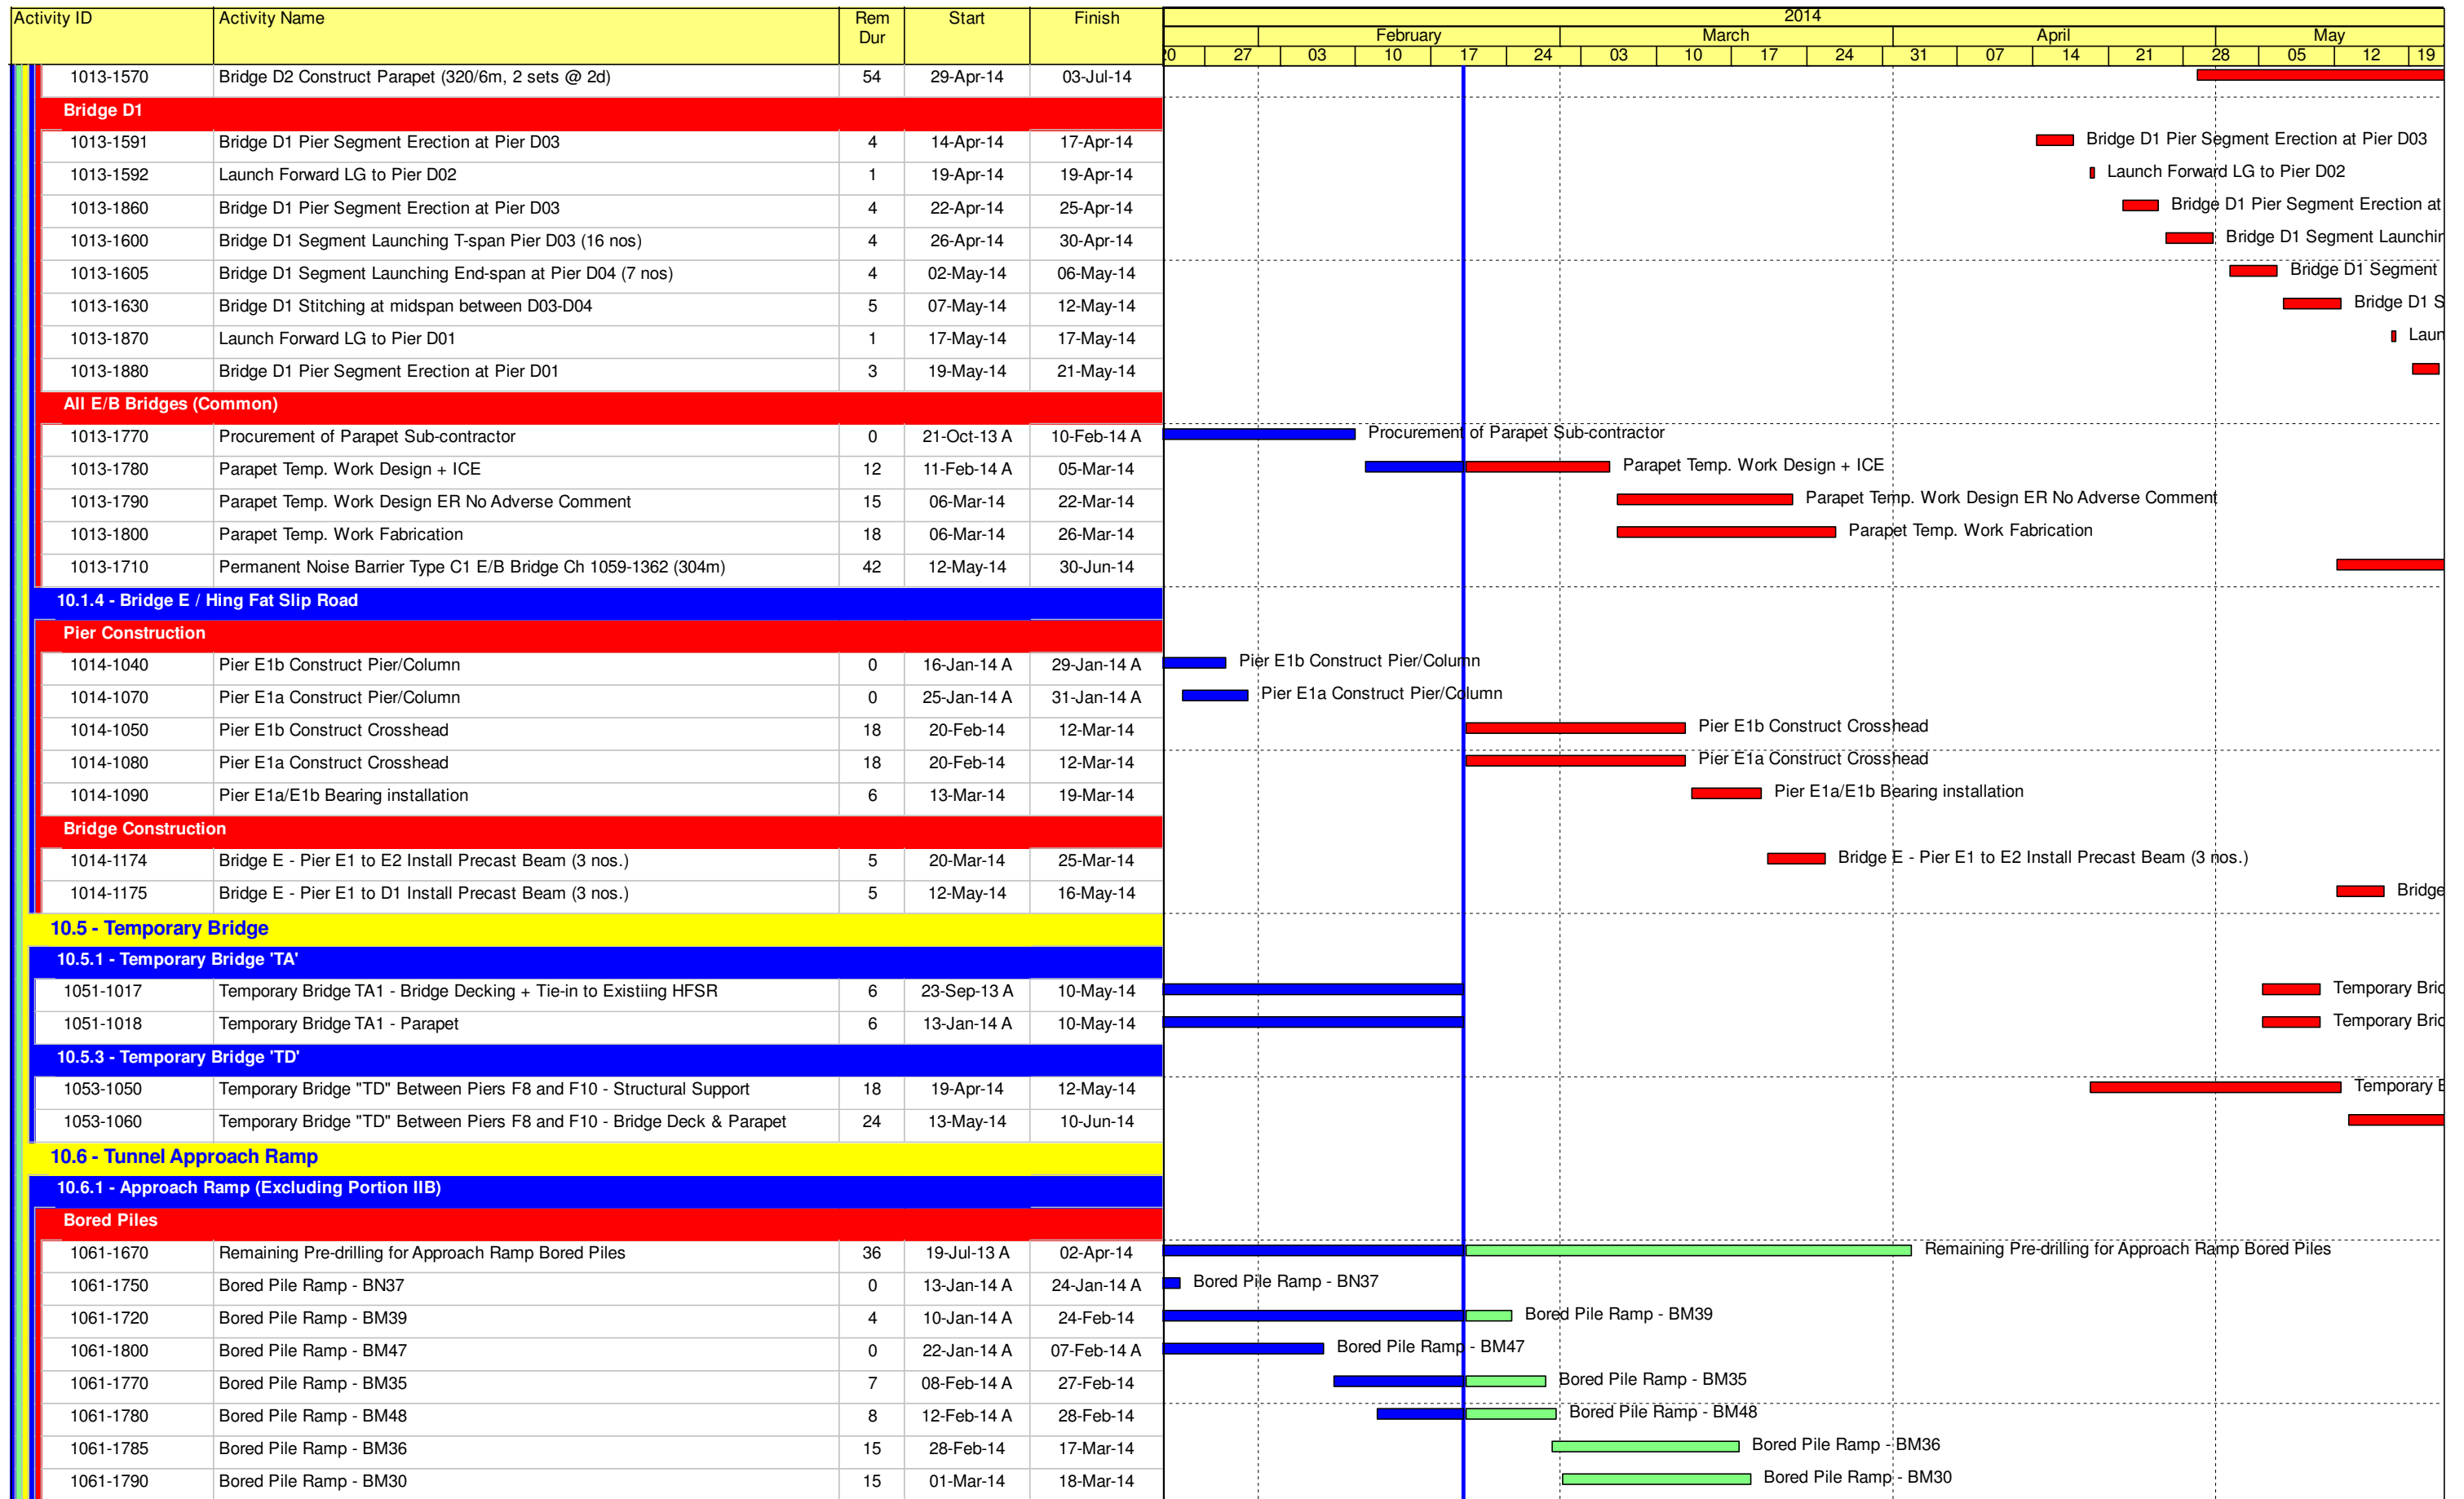 Activity ID Activity Name Rem Dur Start Finish 2014
February March April May
20 27 03 10 17 24 03 10 17 24 31 07 14 21 28 05 12 19
1013-1570 Bridge D2 Construct Parapet (320/6m, 2 sets @ 2d) 54 29-Apr-14 03-Jul-14
Bridge D1
1013-1591 Bridge D1 Pier Segment Erection at Pier D03 4 14-Apr-14 17-Apr-14 Bridge D1 Pier Segment Erection at Pier D03
1013-1592 Launch Forward LG to Pier D02 1 19-Apr-14 19-Apr-14 Launch Forward LG to Pier D02
1013-1860 Bridge D1 Pier Segment Erection at Pier D03 4 22-Apr-14 25-Apr-14 Bridge D1 Pier Segment Erection at
1013-1600 Bridge D1 Segment Launching T-span Pier D03 (16 nos) 4 26-Apr-14 30-Apr-14 Bridge D1 Segment Launchin
1013-1605 Bridge D1 Segment Launching End-span at Pier D04 (7 nos) 4 02-May-14 06-May-14 Bridge D1 Segment
1013-1630 Bridge D1 Stitching at midspan between D03-D04 5 07-May-14 12-May-14 Bridge D1 S
1013-1870 Launch Forward LG to Pier D01 1 17-May-14 17-May-14 Laun
1013-1880 Bridge D1 Pier Segment Erection at Pier D01 3 19-May-14 21-May-14
All E/B Bridges (Common)
1013-1770 Procurement of Parapet Sub-contractor 0 21-Oct-13 A 10-Feb-14 A Procurement of Parapet Sub-contractor
1013-1780 Parapet Temp. Work Design + ICE 12 11-Feb-14 A 05-Mar-14 Parapet Temp. Work Design + ICE
1013-1790 Parapet Temp. Work Design ER No Adverse Comment 15 06-Mar-14 22-Mar-14 Parapet Temp. Work Design ER No Adverse Comment
1013-1800 Parapet Temp. Work Fabrication 18 06-Mar-14 26-Mar-14 Parapet Temp. Work Fabrication
1013-1710 Permanent Noise Barrier Type C1 E/B Bridge Ch 1059-1362 (304m) 42 12-May-14 30-Jun-14
10.1.4 - Bridge E / Hing Fat Slip Road
Pier Construction
1014-1040 Pier E1b Construct Pier/Column 0 16-Jan-14 A 29-Jan-14 A Pier E1b Construct Pier/Column
1014-1070 Pier E1a Construct Pier/Column 0 25-Jan-14 A 31-Jan-14 A Pier E1a Construct Pier/Column
1014-1050 Pier E1b Construct Crosshead 18 20-Feb-14 12-Mar-14 Pier E1b Construct Crosshead
1014-1080 Pier E1a Construct Crosshead 18 20-Feb-14 12-Mar-14 Pier E1a Construct Crosshead
1014-1090 Pier E1a/E1b Bearing installation 6 13-Mar-14 19-Mar-14 Pier E1a/E1b Bearing installation
Bridge Construction
1014-1174 Bridge E - Pier E1 to E2 Install Precast Beam (3 nos.) 5 20-Mar-14 25-Mar-14 Bridge E - Pier E1 to E2 Install Precast Beam (3 nos.)
1014-1175 Bridge E - Pier E1 to D1 Install Precast Beam (3 nos.) 5 12-May-14 16-May-14 Bridge
10.5 - Temporary Bridge
10.5.1 - Temporary Bridge 'TA'
1051-1017 Temporary Bridge TA1 - Bridge Decking + Tie-in to Existiing HFSR 6 23-Sep-13 A 10-May-14 Temporary Brid
1051-1018 Temporary Bridge TA1 - Parapet 6 13-Jan-14 A 10-May-14 Temporary Brid
10.5.3 - Temporary Bridge 'TD'
1053-1050 Temporary Bridge "TD" Between Piers F8 and F10 - Structural Support 18 19-Apr-14 12-May-14 Temporary B
1053-1060 Temporary Bridge "TD" Between Piers F8 and F10 - Bridge Deck & Parapet 24 13-May-14 10-Jun-14
10.6 - Tunnel Approach Ramp
10.6.1 - Approach Ramp (Excluding Portion IIB)
Bored Piles
1061-1670 Remaining Pre-drilling for Approach Ramp Bored Piles 36 19-Jul-13 A 02-Apr-14 Remaining Pre-drilling for Approach Ramp Bored Piles
1061-1750 Bored Pile Ramp - BN37 0 13-Jan-14 A 24-Jan-14 A Bored Pile Ramp - BN37
1061-1720 Bored Pile Ramp - BM39 4 10-Jan-14 A 24-Feb-14 Bored Pile Ramp - BM39
1061-1800 Bored Pile Ramp - BM47 0 22-Jan-14 A 07-Feb-14 A Bored Pile Ramp - BM47
1061-1770 Bored Pile Ramp - BM35 7 08-Feb-14 A 27-Feb-14 Bored Pile Ramp - BM35
1061-1780 Bored Pile Ramp - BM48 8 12-Feb-14 A 28-Feb-14 Bored Pile Ramp - BM48
1061-1785 Bored Pile Ramp - BM36 15 28-Feb-14 17-Mar-14 Bored Pile Ramp - BM36
1061-1790 Bored Pile Ramp - BM30 15 01-Mar-14 18-Mar-14 Bored Pile Ramp - BM30